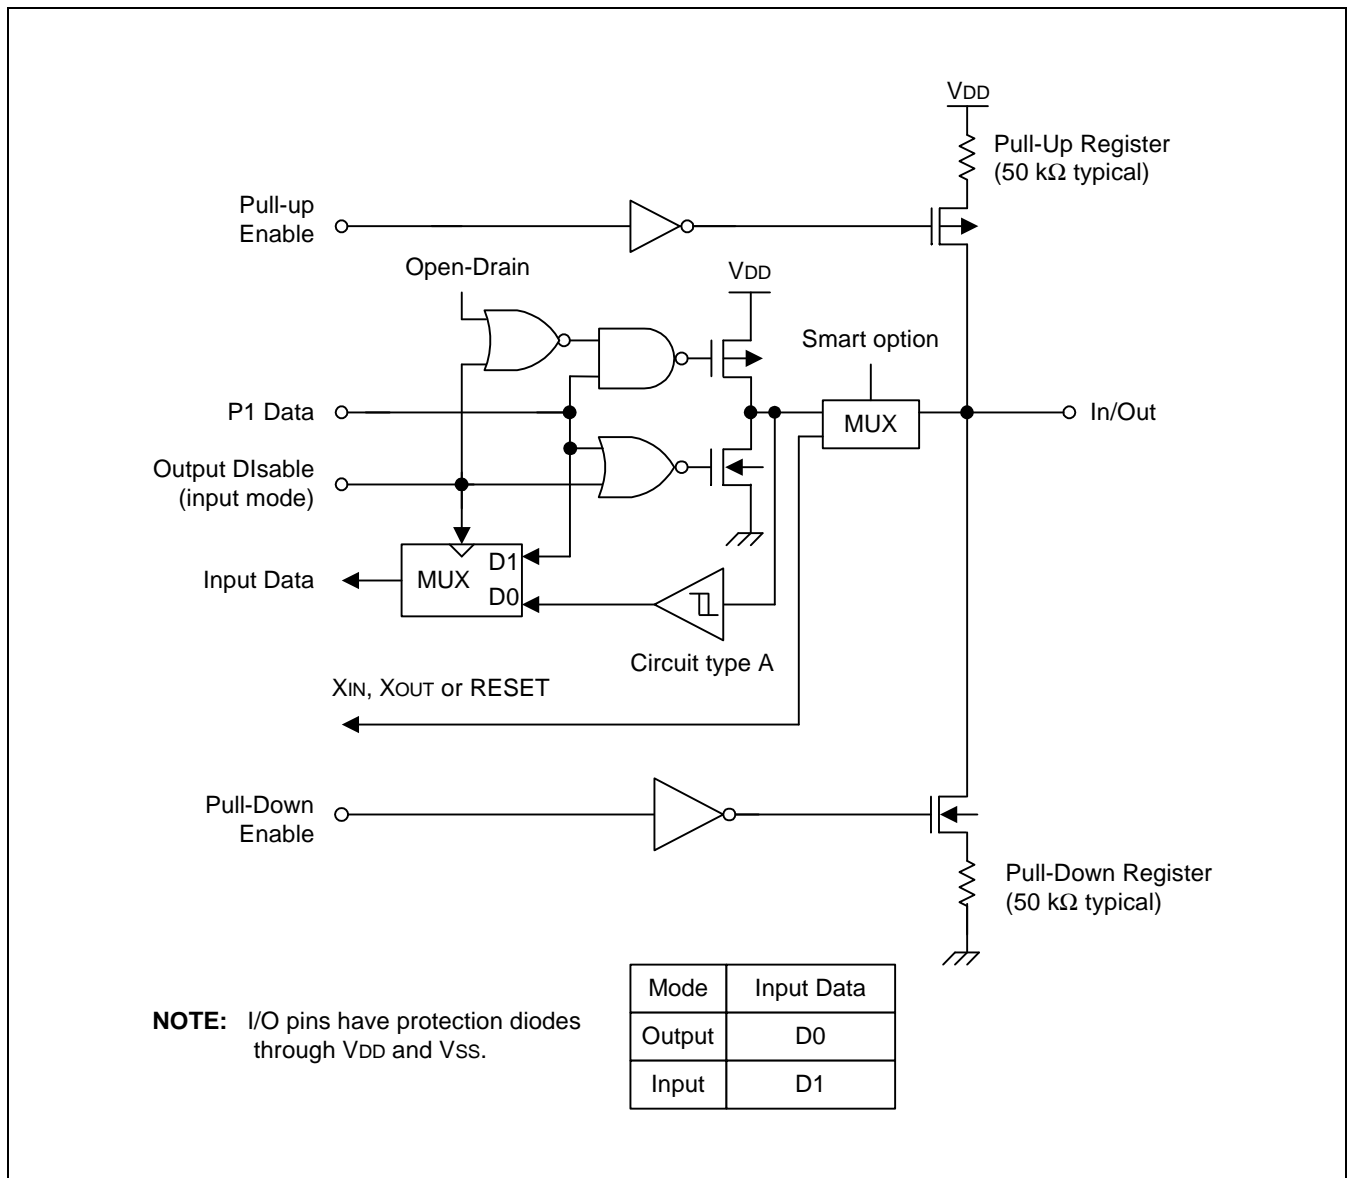 VDD
Pull-Up Register
(50 kΩ typical)
Pull-up
Enable
Open-Drain
VDD
Smart option
P1 Data
MUX
In/Out
Output DIsable
(input mode)
D1
Input Data
MUX
D0
Circuit type A
XIN, XOUT or RESET
Pull-Down
Enable
Pull-Down Register
(50 kΩ typical)
Mode Input Data
NOTE: I/O pins have protection diodes
through VDD and VSS.
Output D0
Input D1